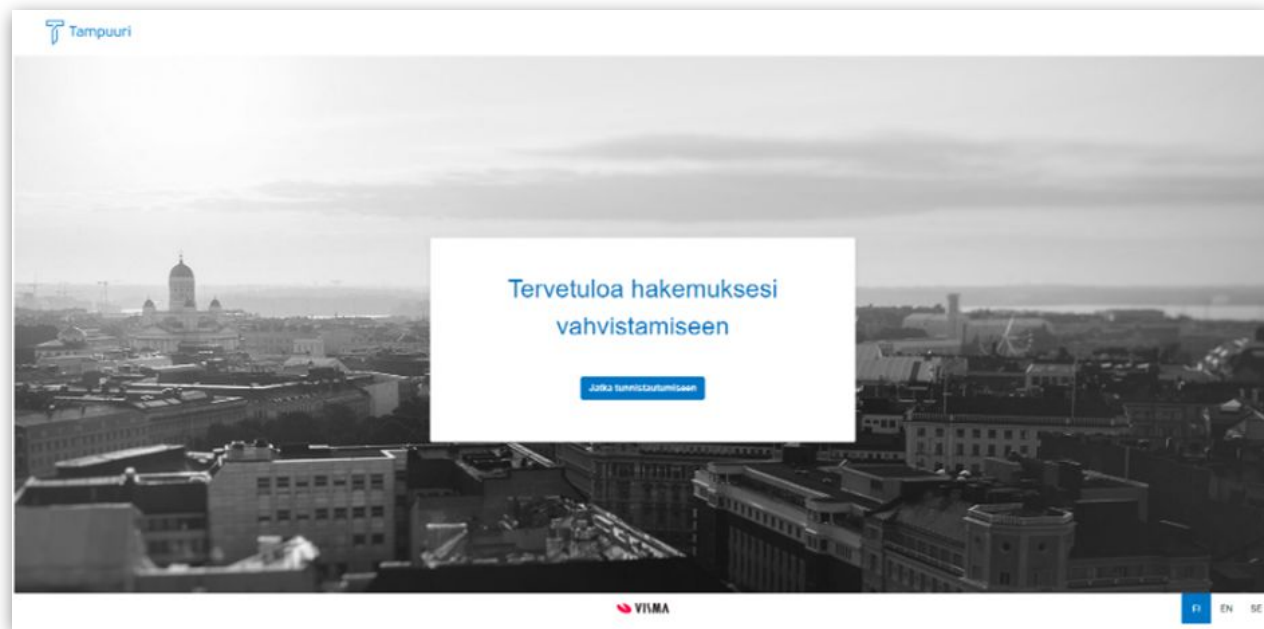 Tampuuri
Tervetuloa hakemuksesi
vahvistamiseen
Jatka tunnistautumiseen
VISMA
FI EN SE